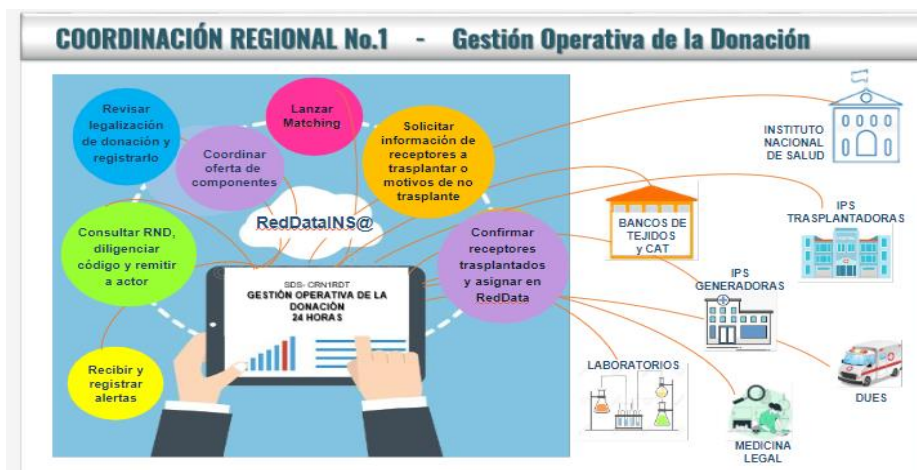 COORDINACIÓN REGIONAL No.1 - Gestión Operativa de la Donación
Revisar
legalización
de donación y
registrarlo
Lanzar
Matching
Coordinar
oferta de
componentes
Solicitar
información de
receptores a
trasplantar o
motivos de no
trasplante
RedDataINS@
Consultar RND,
diligenciar
código y remitir
a actor
Confirmar
receptores
trasplantados
y asignar en
RedData
SDS- CRN1RDT
GESTIÓN OPERATIVA DE LA
DONACIÓN
24 HORAS
Recibir y
registrar
alertas
INSTITUTO
NACIONAL
DE SALUD
BANCOS DE
TEJIDOS
y CAT
IPS
TRASPLANTADORAS
IPS
GENERADORAS
LABORATORIOS
DUES
MEDICINA
LEGAL